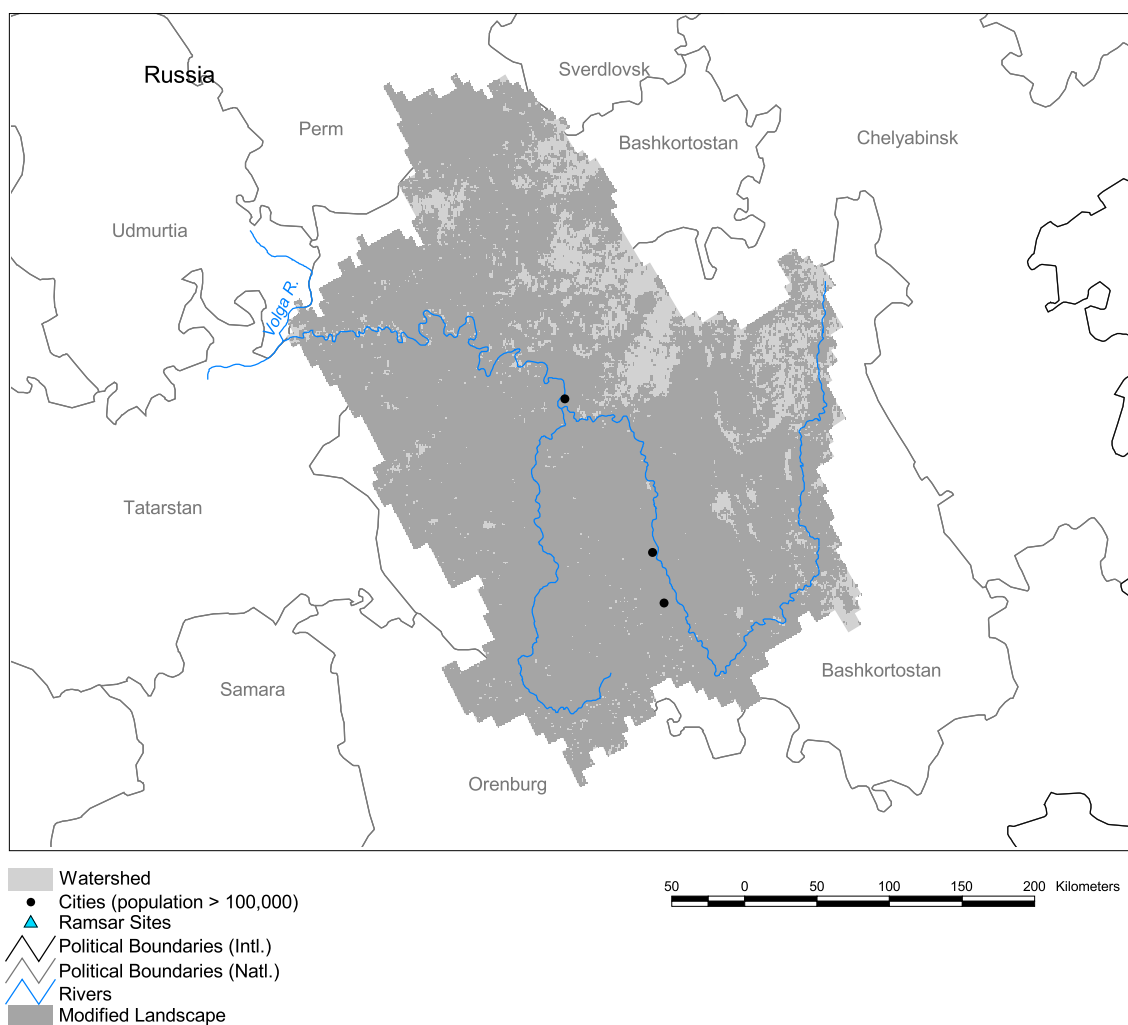 Russia
Sverdlovsk
Perm
Bashkortostan
Chelyabinsk
Udmurtia
Volga R.
Tatarstan
Bashkortostan
Samara
Orenburg
Watershed
Cities (population > 100,000)
Ramsar Sites
Political Boundaries (Intl.)
Political Boundaries (Natl.)
Rivers
Modified Landscape
50 0 50 100 150 200 Kilometers